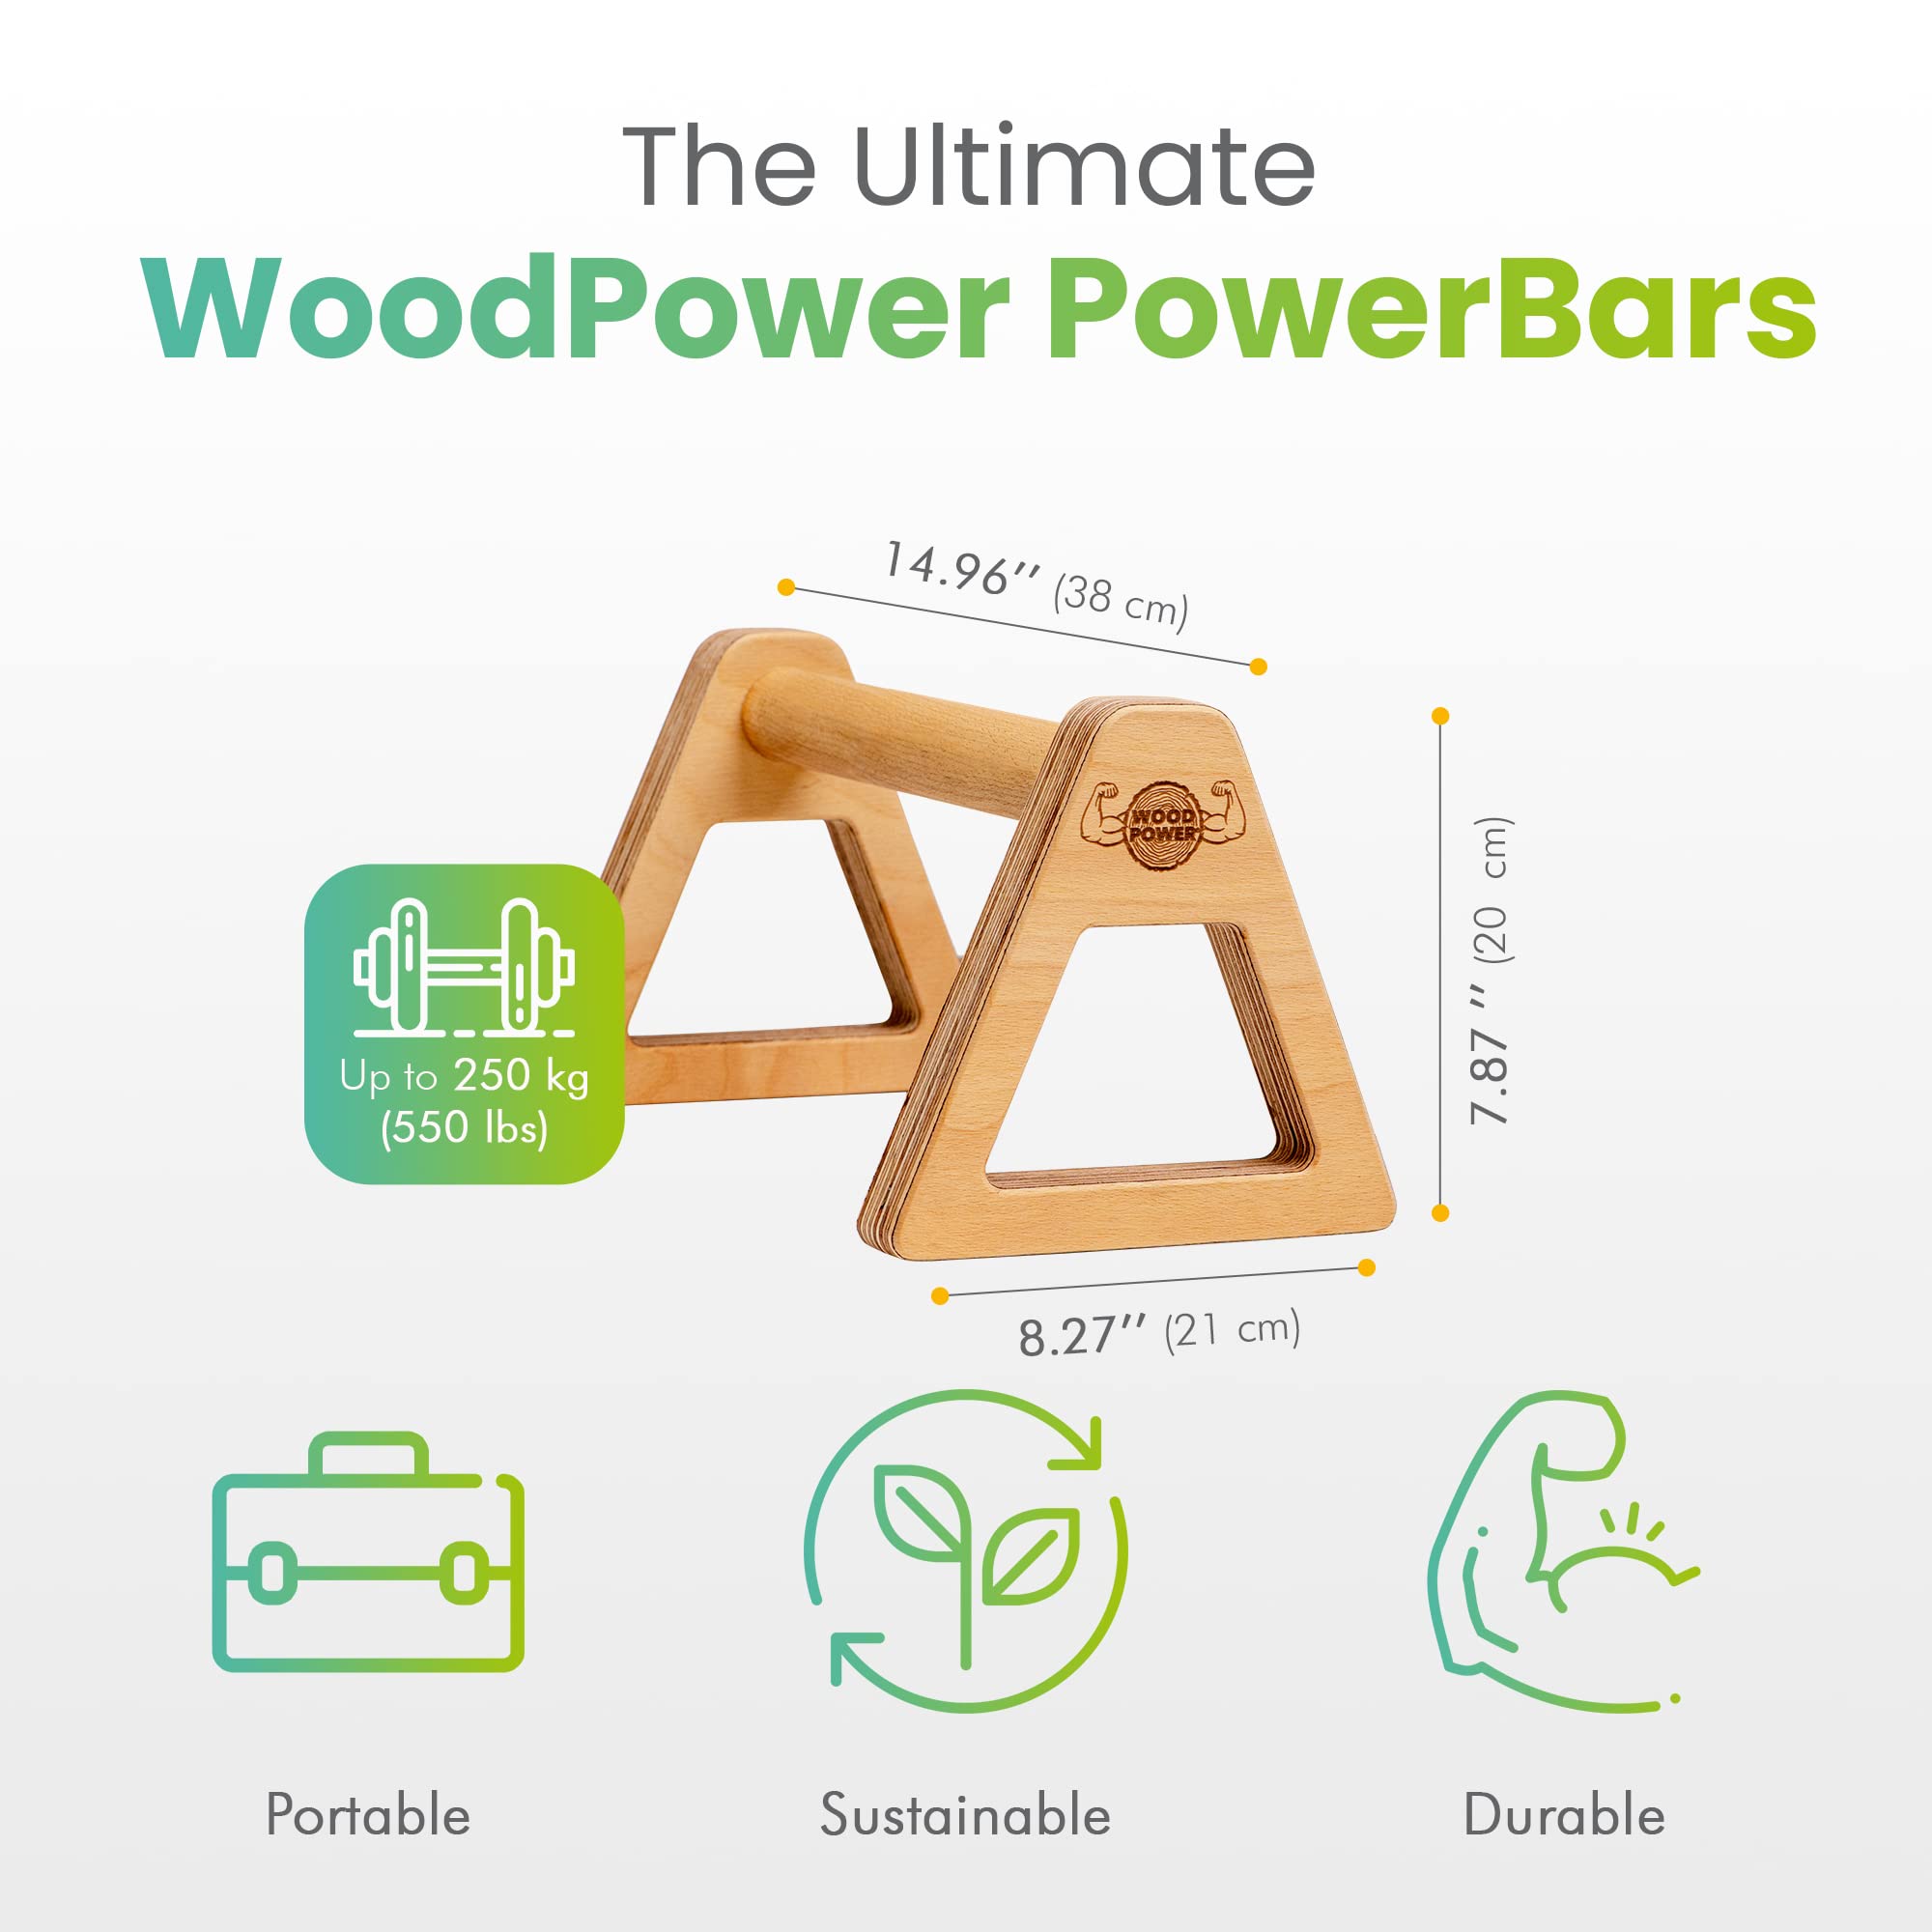 The Ultimate
WoodPower PowerBars
14.96’’ (38 cm)
WOOD
POWER
7.87 ’’ (20 cm)
Up to 250 kg
(550 lbs)
8.27’’ (21 cm)
Portable
Sustainable
Durable